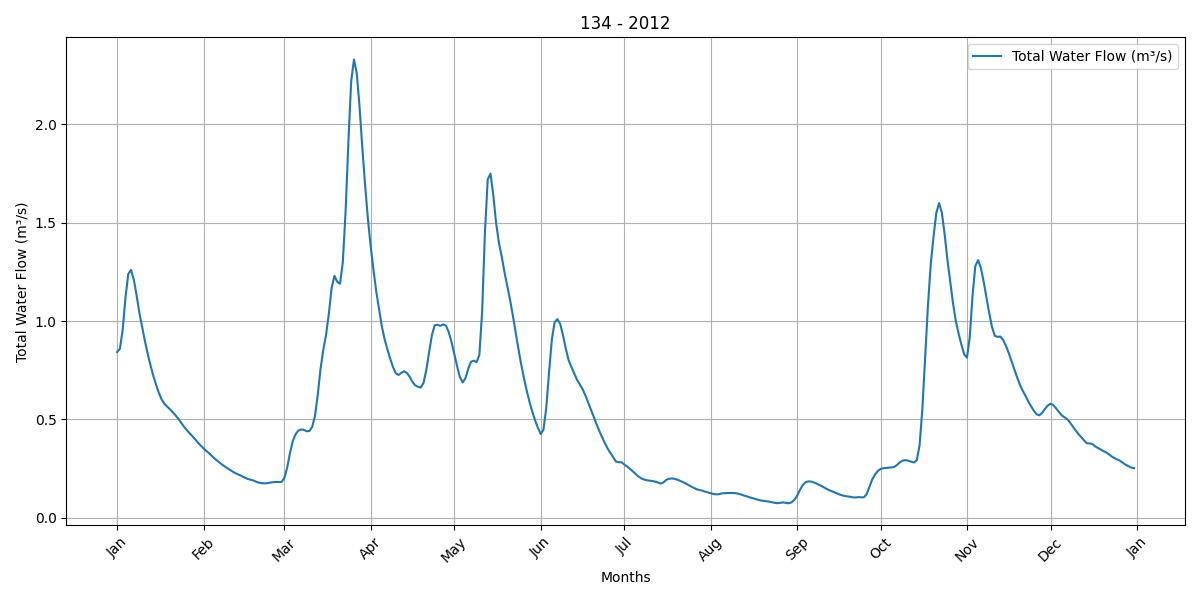 134 - 2012
Total Water Flow (m³/s)
Total Water Flow (m³/s)
2.0
1.5
1.0
0.5
0.0
Jan Feb Mar Apr May Jun Jul Aug Sep Oct Nov Dec Jan
Months